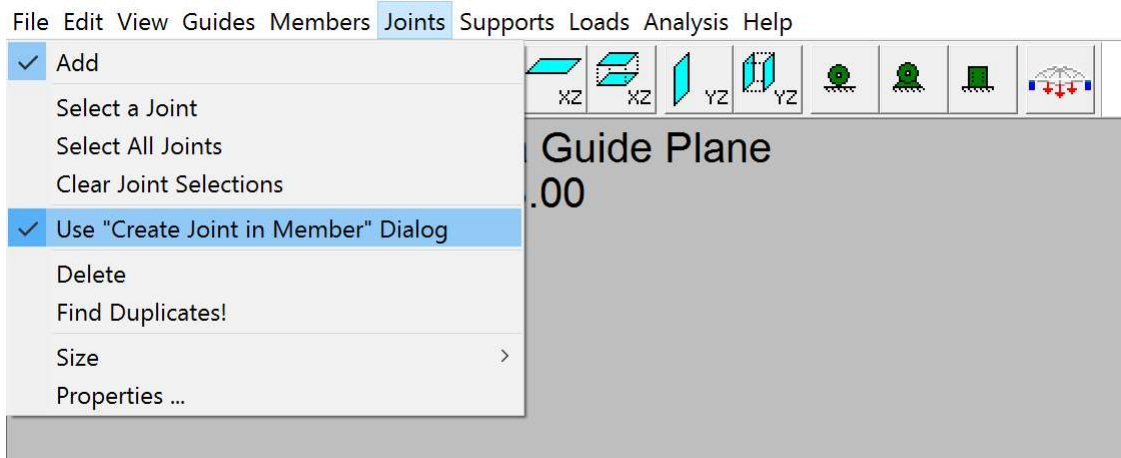 File Edit View Guides Members Joints Supports Loads Analysis Help
Add
XZ XZ YZ YZ
Select a Joint
Select All Joints
Guide Plane
Clear Joint Selections
.00
Use "Create Joint in Member" Dialog
Delete
Find Duplicates!
Size
Properties ...